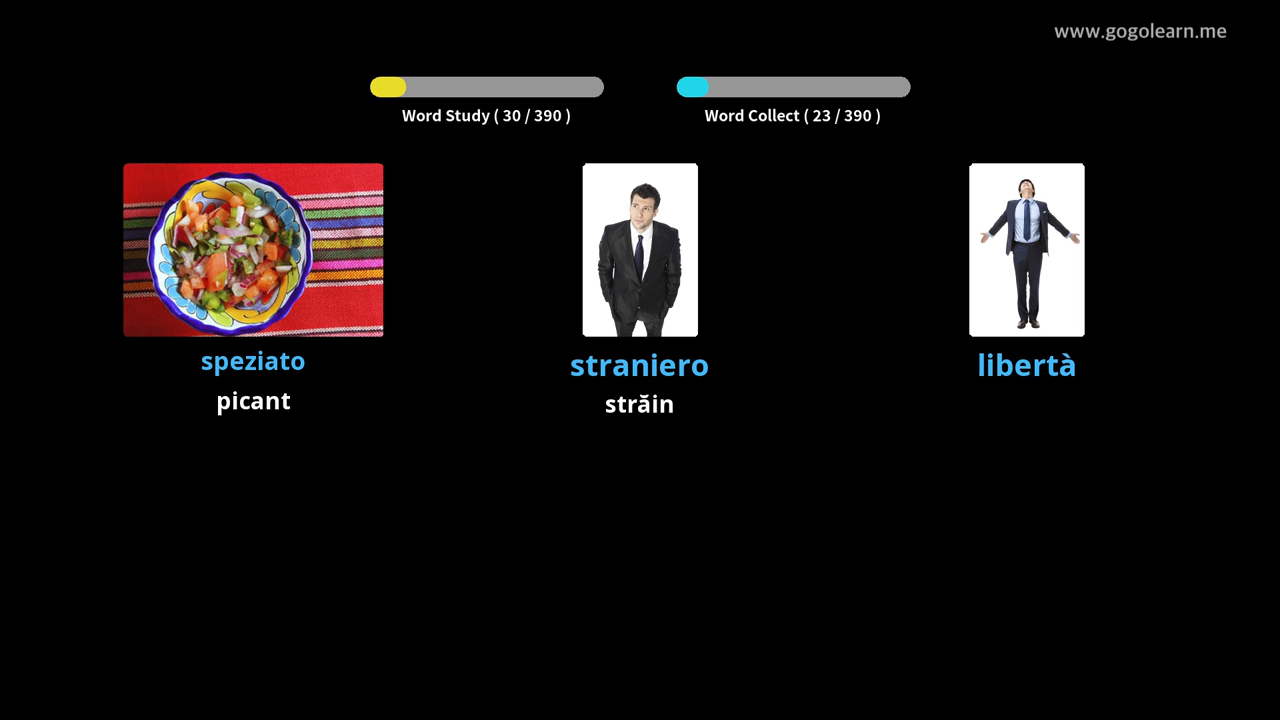 www.gogolearn.me
Word Study ( 30 / 390 )
Word Collect ( 23 / 390 )
speziato
picant
straniero
străin
libertà